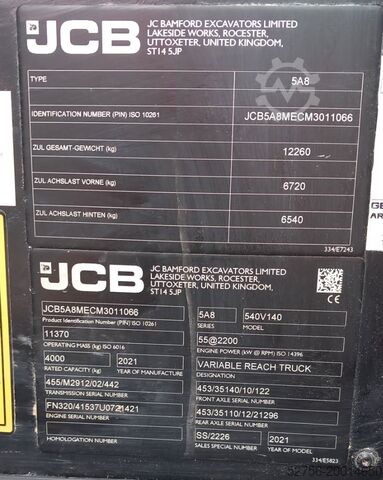 JCB
JC BAMFORD EXCAVATORS LIMITED
LAKESIDE WORKS, ROCESTER,
UTTOXETER, UNITED KINGDOM,
ST14 5JP
TYPE 5A8
IDENTIFICATION NUMBER (PIN) ISO 10261 JCB5A8MECM3011066
ZUL GESAMT-GEWICHT (kg) 12260
ZUL ACHSLAST VORNE (kg) 6720
ZUL ACHSLAST HINTEN (kg) 6540
334/E7243
JCB
JC BAMFORD EXCAVATORS LIMITED
LAKESIDE WORKS, ROCESTER,
UTTOXETER, UNITED KINGDOM,
ST14 5JP
CE
JCB5A8MECM3011066 5A8 540V140
Product Identification Number (PIN) ISO 10261 SERIES MODEL
11370 55@2200
OPERATING MASS (kg) ISO 6016 ENGINE POWER (kW @ RPM) ISO 14396
4000 2021 VARIABLE REACH TRUCK
RATED CAPACITY (kg) YEAR OF MANUFACTURE DESIGNATION
455/M2912/02/442 453/35140/10/122
TRANSMISSION SERIAL NUMBER FRONT AXLE SERIAL NUMBER
FN320/41537U0721421 453/35110/12/21296
ENGINE SERIAL NUMBER REAR AXLE SERIAL NUMBER
SS/2226 2021
HOMOLOGATION NUMBER SALES SPECIAL NUMBER MODEL YEAR
334/E5823